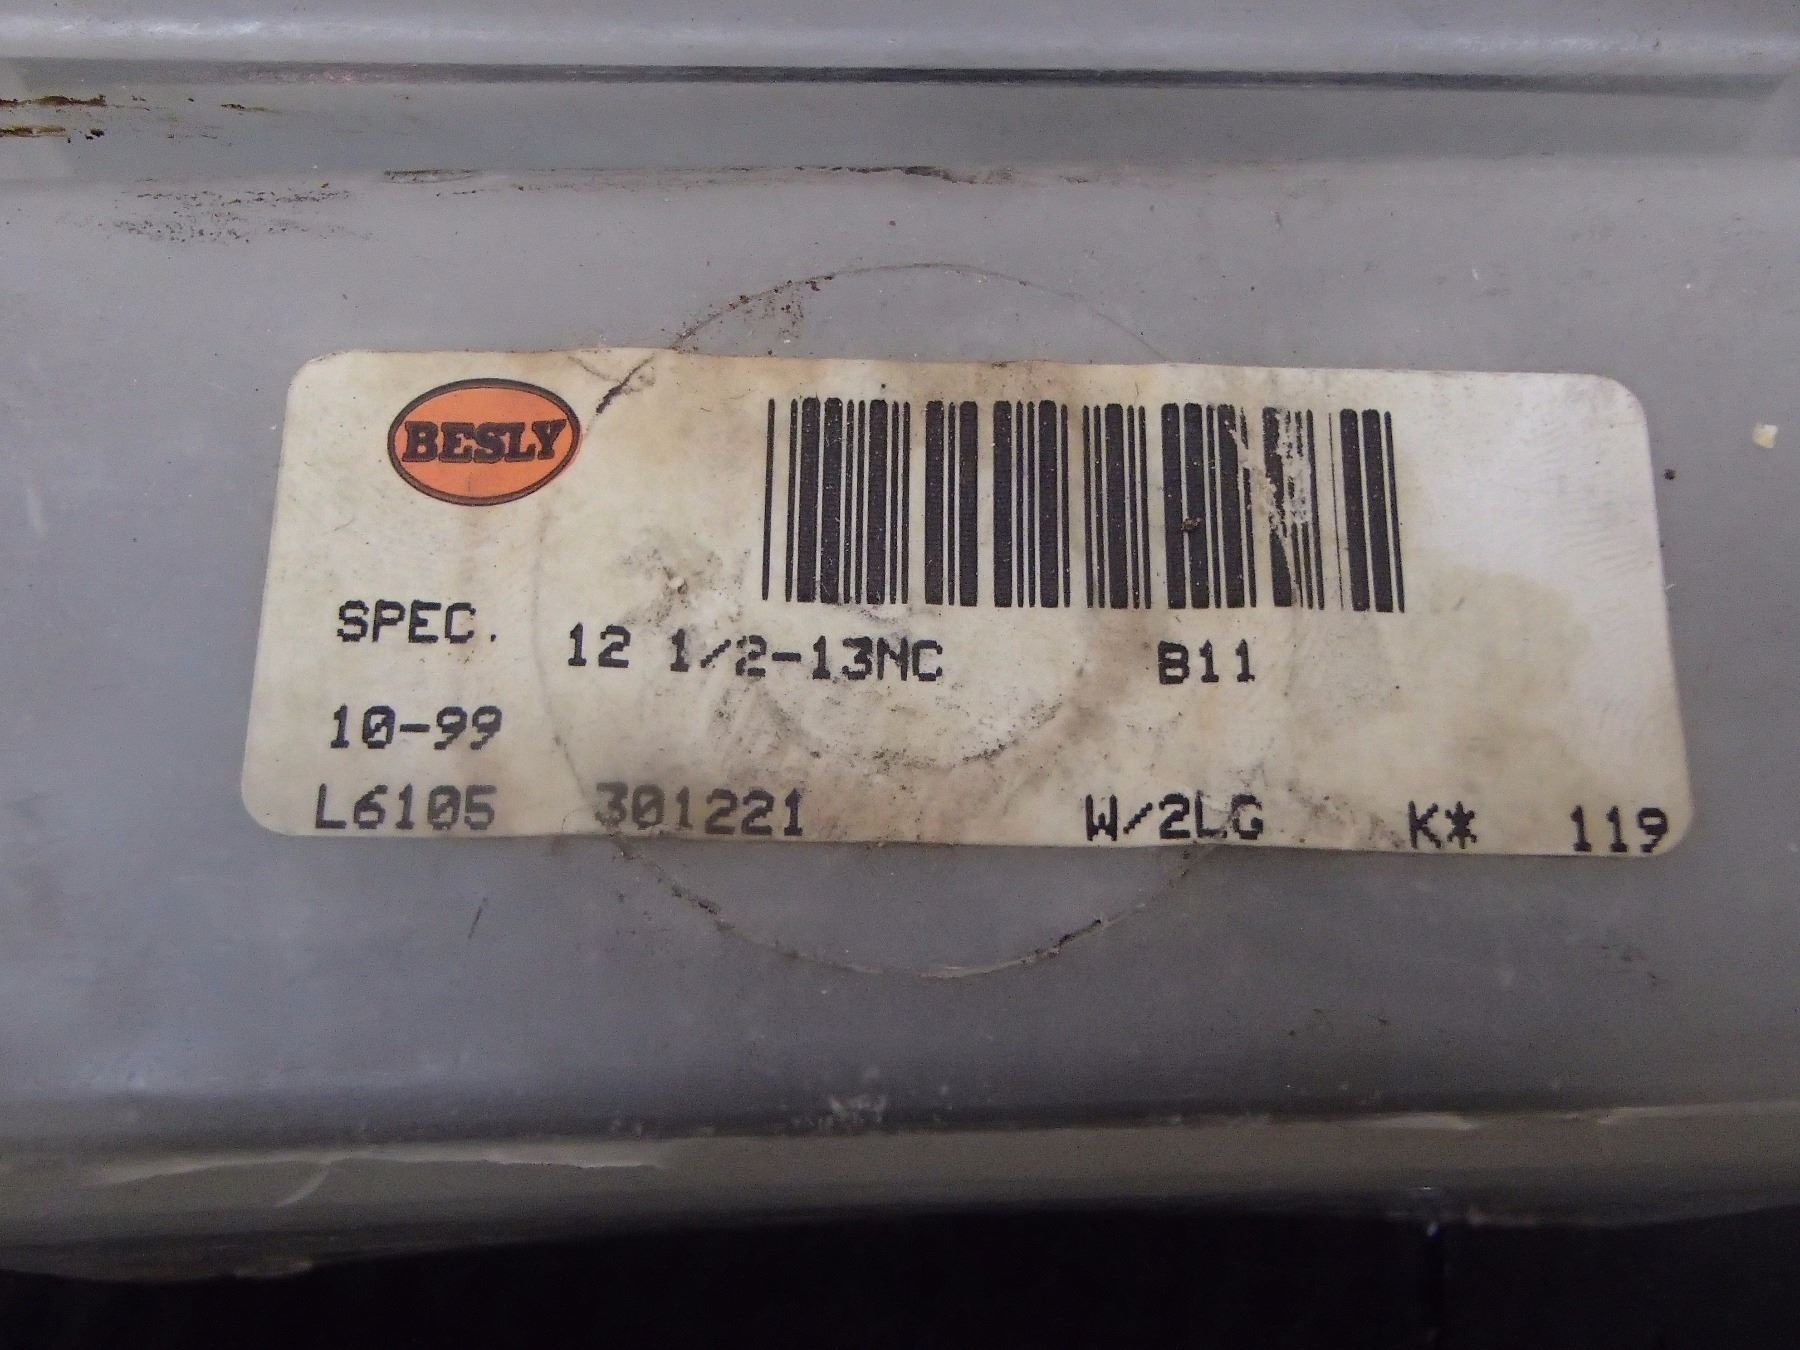 BESLY
SPEC. 12 1/2-13NC B11
10-99
L6105 301221 W/2LG K* 119